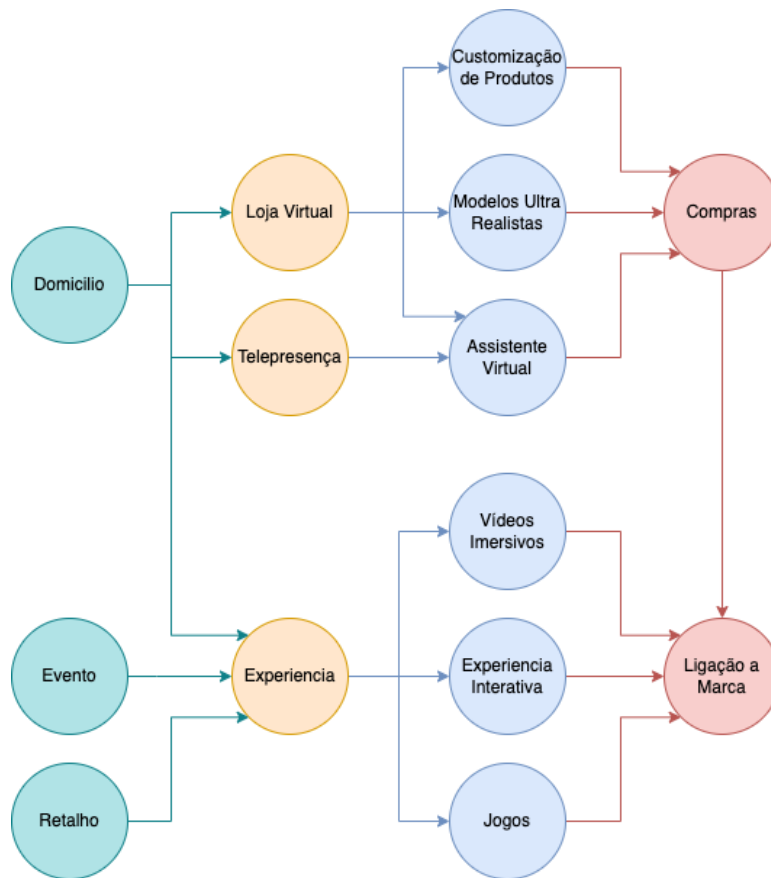 Customização
de Produtos
Loja Virtual
Modelos Ultra
Realistas
Compras
Domicilio
Telepresença
Assistente
Virtual
Vídeos
Imersivos
Evento
Experiencia
Experiencia
Interativa
Ligação a
Marca
Retalho
Jogos